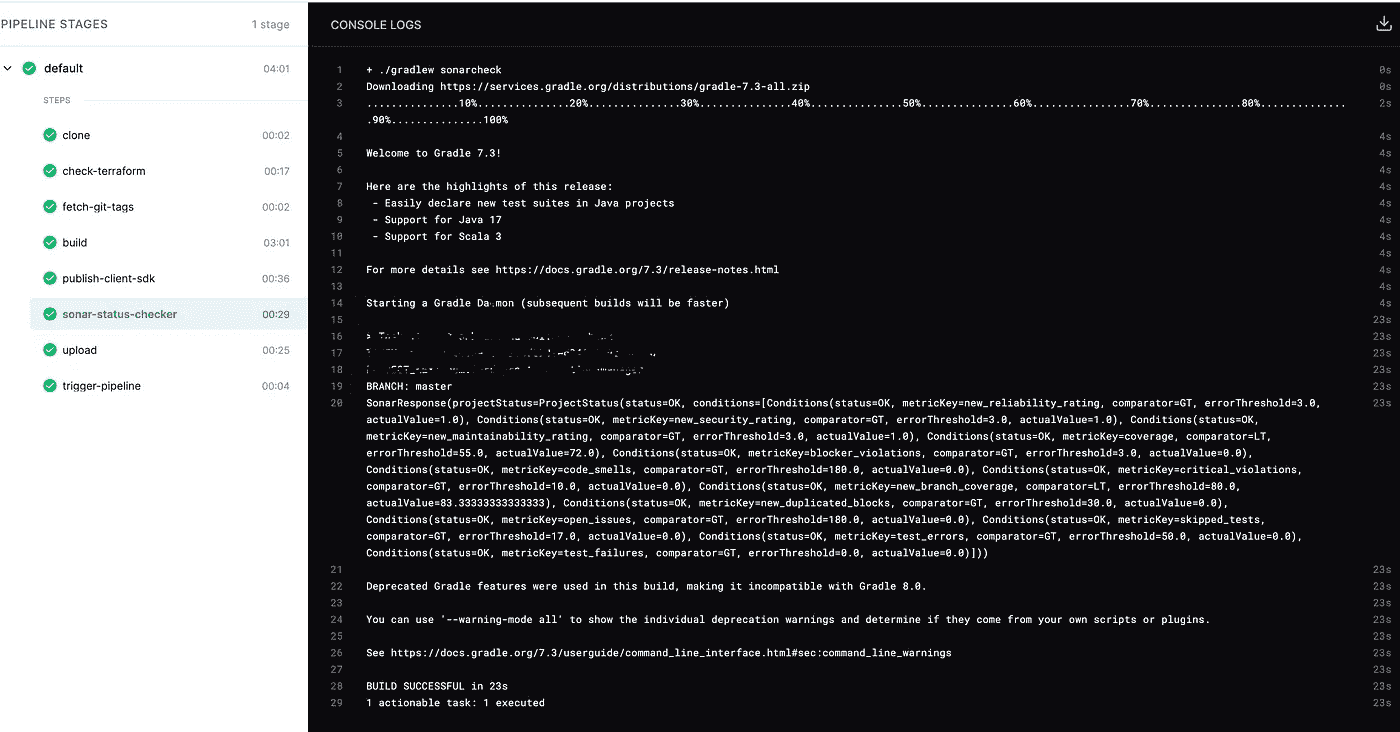 PIPELINE STAGES 1 stage
default 04:01
STEPS
clone 00:02
check-terraform 00:17
fetch-git-tags 00:02
build 03:01
publish-client-sdk 00:36
sonar-status-checker 00:29
upload 00:25
trigger-pipeline 00:04
CONSOLE LOGS
1 + ./gradlew sonarcheck 0s
2 Downloading https://services.gradle.org/distributions/gradle-7.3-all.zip 0s
3 ...............10%...............20%...............30%...............40%...............50%...............60%................70%...............80%.............. 2s
.90%...............100%
4 4s
5 Welcome to Gradle 7.3! 4s
6 4s
7 Here are the highlights of this release: 4s
8 - Easily declare new test suites in Java projects 4s
9 - Support for Java 17 4s
10 - Support for Scala 3 4s
11 4s
12 For more details see https://docs.gradle.org/7.3/release-notes.html 4s
13 4s
14 Starting a Gradle Da.mon (subsequent builds will be faster) 4s
15 23s
16 23s
17 23s
18 23s
19 BRANCH: master 23s
20 SonarResponse(projectStatus=ProjectStatus(status=OK, conditions=[Conditions(status=OK, metricKey=new_reliability_rating, comparator=GT, errorThreshold=3.0, 23s
actualValue=1.0), Conditions(status=OK, metricKey=new_security_rating, comparator=GT, errorThreshold=3.0, actualValue=1.0), Conditions(status=OK,
metricKey=new_maintainability_rating, comparator=GT, errorThreshold=3.0, actualValue=1.0), Conditions(status=OK, metricKey=coverage, comparator=LT,
errorThreshold=55.0, actualValue=72.0), Conditions(status=OK, metricKey=blocker_violations, comparator=GT, errorThreshold=3.0, actualValue=0.0),
Conditions(status=OK, metricKey=code_smells, comparator=GT, errorThreshold=180.0, actualValue=0.0), Conditions(status=OK, metricKey=critical_violations,
comparator=GT, errorThreshold=10.0, actualValue=0.0), Conditions(status=OK, metricKey=new_branch_coverage, comparator=LT, errorThreshold=80.0,
actualValue=83.33333333333333), Conditions(status=OK, metricKey=new_duplicated_blocks, comparator=GT, errorThreshold=30.0, actualValue=0.0),
Conditions(status=OK, metricKey=open_issues, comparator=GT, errorThreshold=180.0, actualValue=0.0), Conditions(status=OK, metricKey=skipped_tests,
comparator=GT, errorThreshold=17.0, actualValue=0.0), Conditions(status=OK, metricKey=test_errors, comparator=GT, errorThreshold=50.0, actualValue=0.0),
Conditions(status=OK, metricKey=test_failures, comparator=GT, errorThreshold=0.0, actualValue=0.0)]))
21 23s
22 Deprecated Gradle features were used in this build, making it incompatible with Gradle 8.0. 23s
23 23s
24 You can use '--warning-mode all' to show the individual deprecation warnings and determine if they come from your own scripts or plugins. 23s
25 23s
26 See https://docs.gradle.org/7.3/userguide/command_line_interface.html#sec:command_line_warnings 23s
27 23s
28 BUILD SUCCESSFUL in 23s 23s
29 1 actionable task: 1 executed 23s